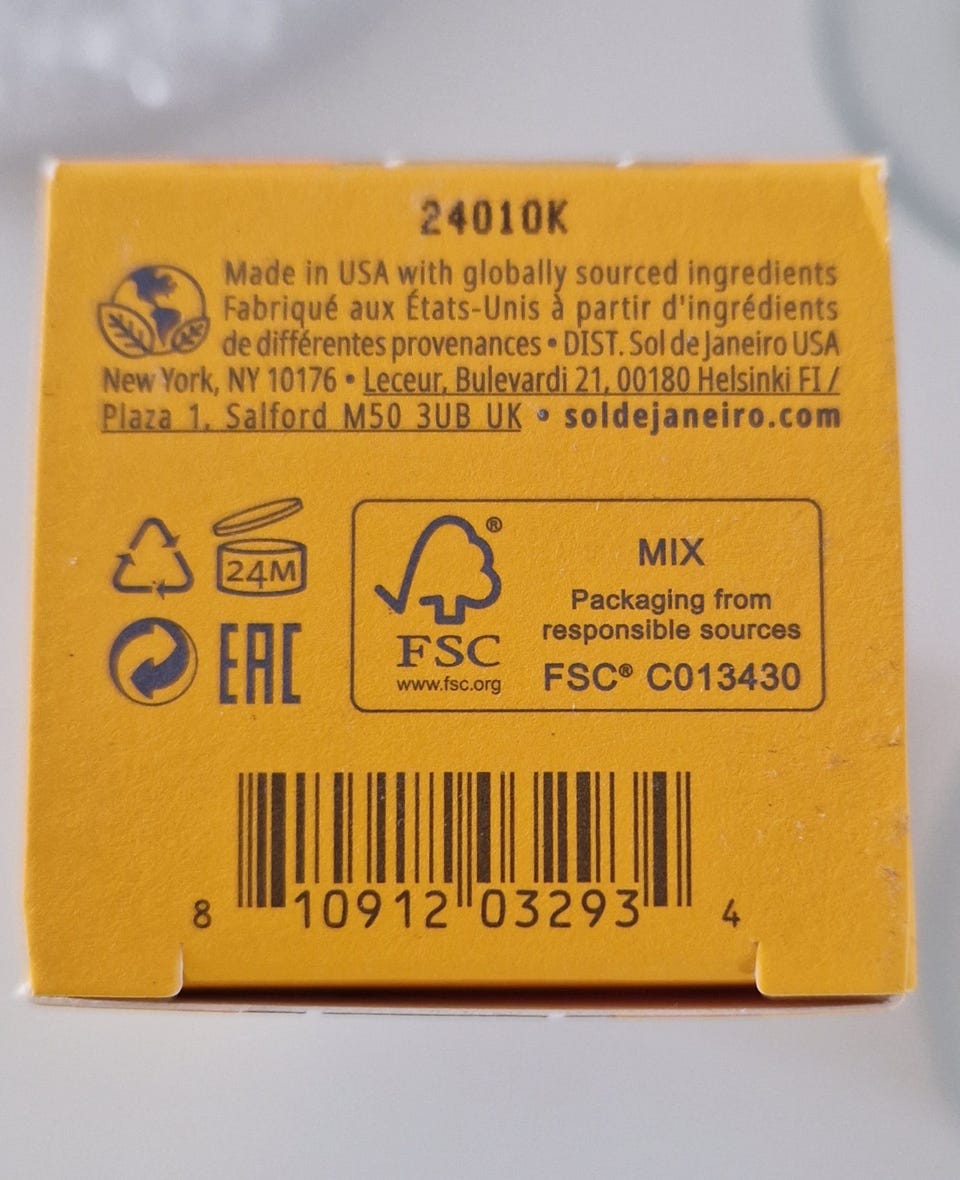 24010K
Made in USA with globally sourced ingredients
Fabriqué aux États-Unis à partir d'ingrédients
de différentes provenances • DIST. Sol de Janeiro USA
New York, NY 10176 • Leceur, Bulevardi 21, 00180 Helsinki FI /
Plaza 1, Salford M50 3UB UK • soldejaneiro.com
24M
EAC
FSC®
www.fsc.org
MIX
Packaging from
responsible sources
FSC® C013430
8 10912 03293 4